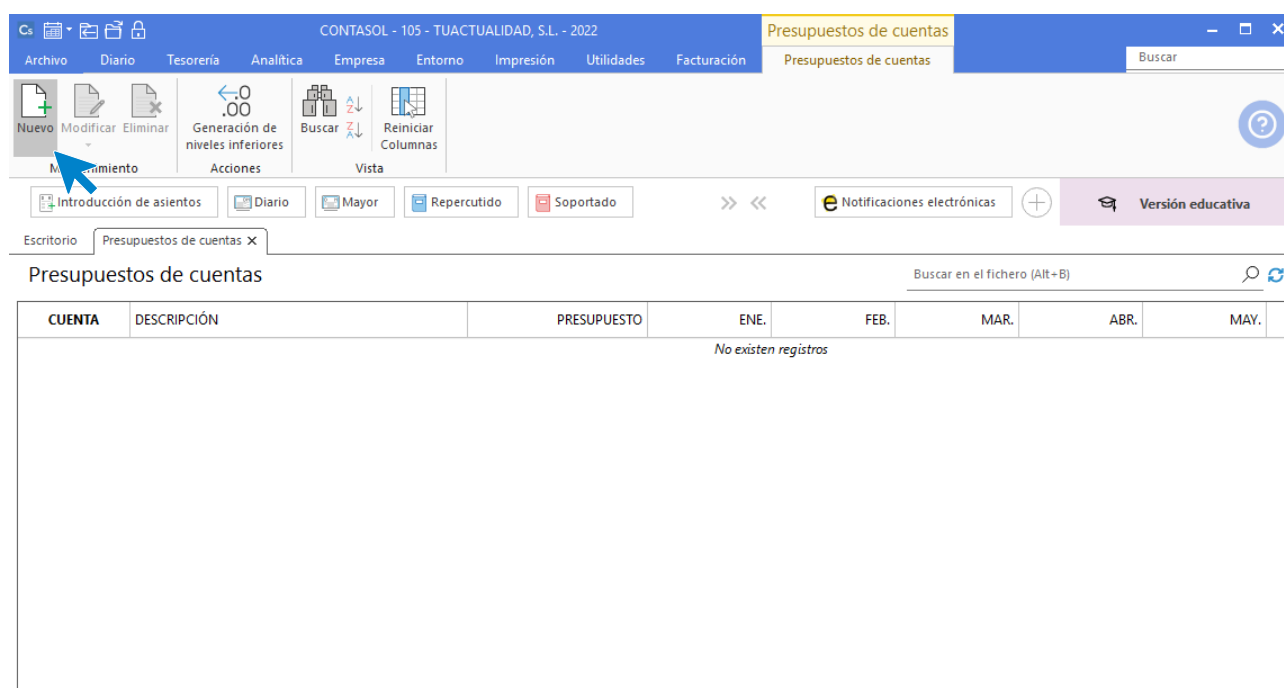 Cs CONTASOL - 105 - TUACTUALIDAD, S.L. - 2022 Presupuestos de cuentas
Archivo Diario Tesorería Analítica Empresa Entorno Impresión Utilidades Facturación Presupuestos de cuentas Buscar
Nuevo Modificar Eliminar Generación de niveles inferiores Buscar Reiniciar Columnas
Acciones Vista
Introducción de asientos Diario Mayor Repercutido Soportado Notificaciones electrónicas Versión educativa
Escritorio Presupuestos de cuentas X
Presupuestos de cuentas Buscar en el fichero (Alt+B)
CUENTA DESCRIPCIÓN PRESUPUESTO ENE. FEB. MAR. ABR. MAY.
No existen registros